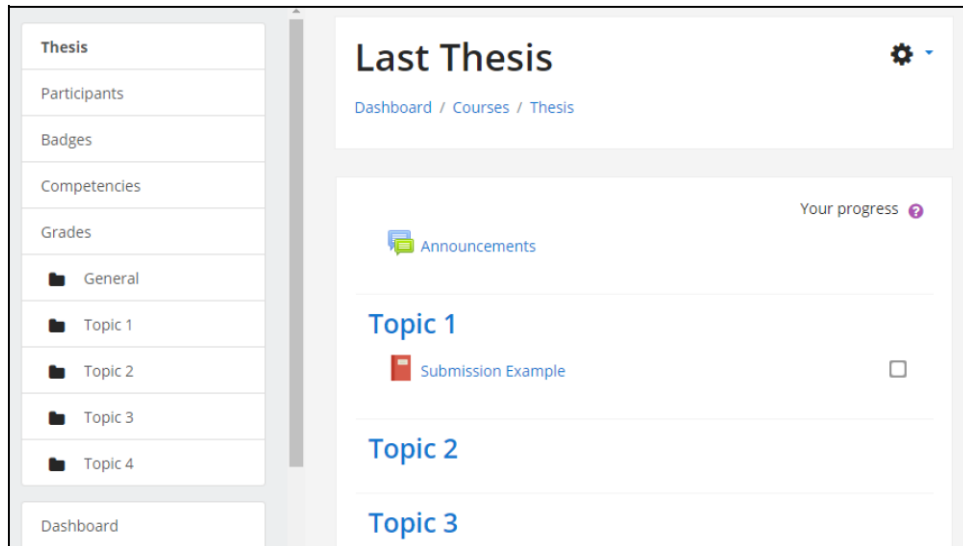 Thesis
Participants
Badges
Competencies
Grades
General
Topic 1
Topic 2
Topic 3
Topic 4
Dashboard
Last Thesis
Dashboard / Courses / Thesis
Your progress ?
Announcements
Topic 1
Submission Example
Topic 2
Topic 3